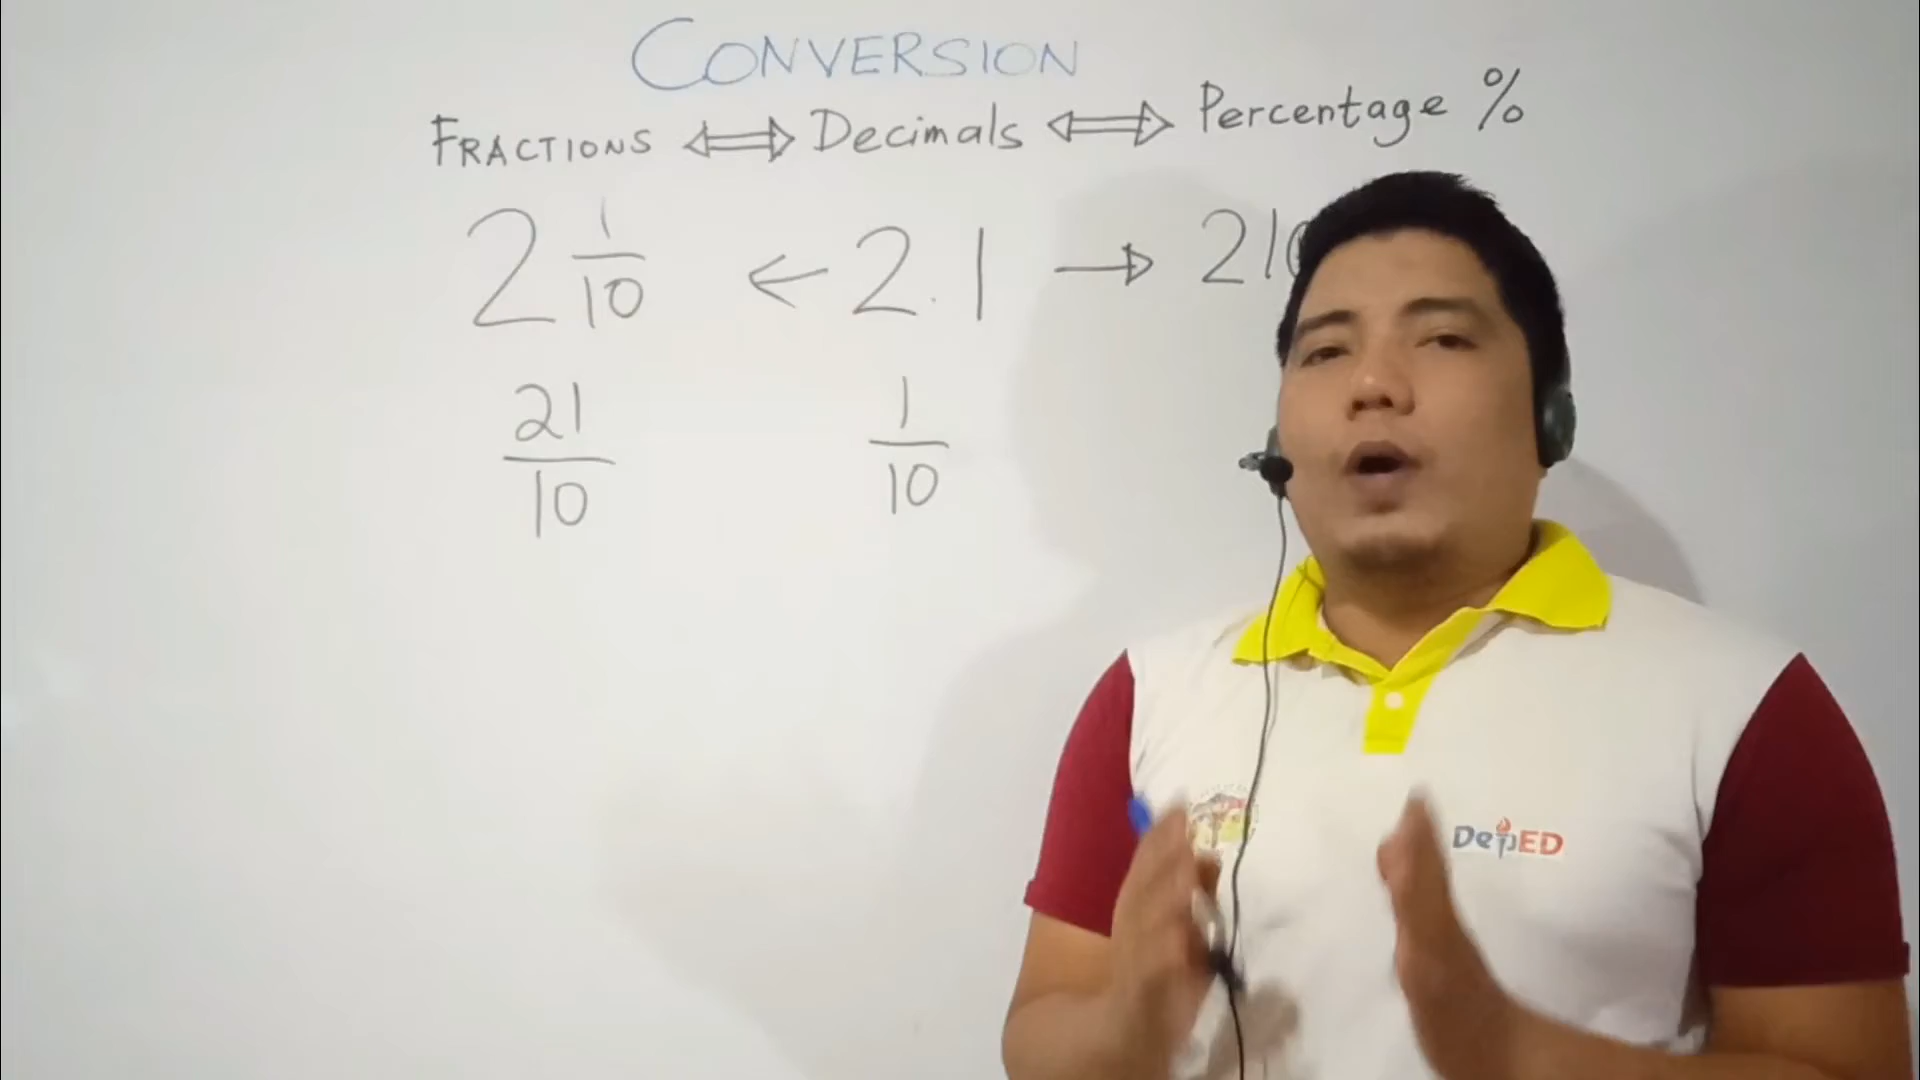 CONVERSION
FRACTIONS ⟺ Decimals ⟺ Percentage %
2 1/10 ← 2.1 → 210
21/10 1/10
DepED